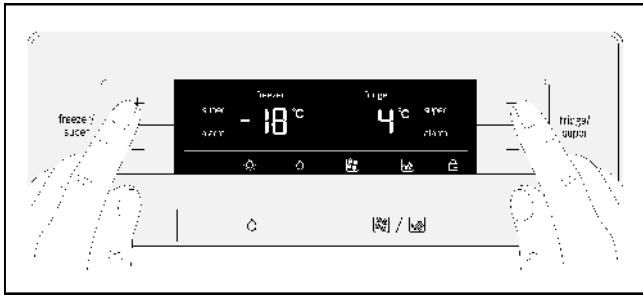 freezer fridge
super -18 °C 4 °C super
alarm alarm
freezer/
super
fridge/
super
+
−
/